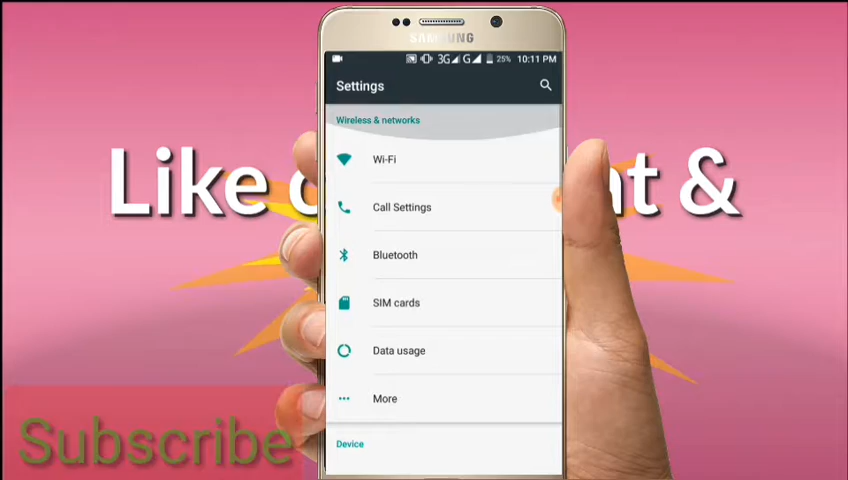 SAMSUNG
3G G 25% 10:11 PM
Settings
Wireless & networks
Wi-Fi
Like &
Call Settings
Bluetooth
SIM cards
Data usage
More
Subscribe
Device